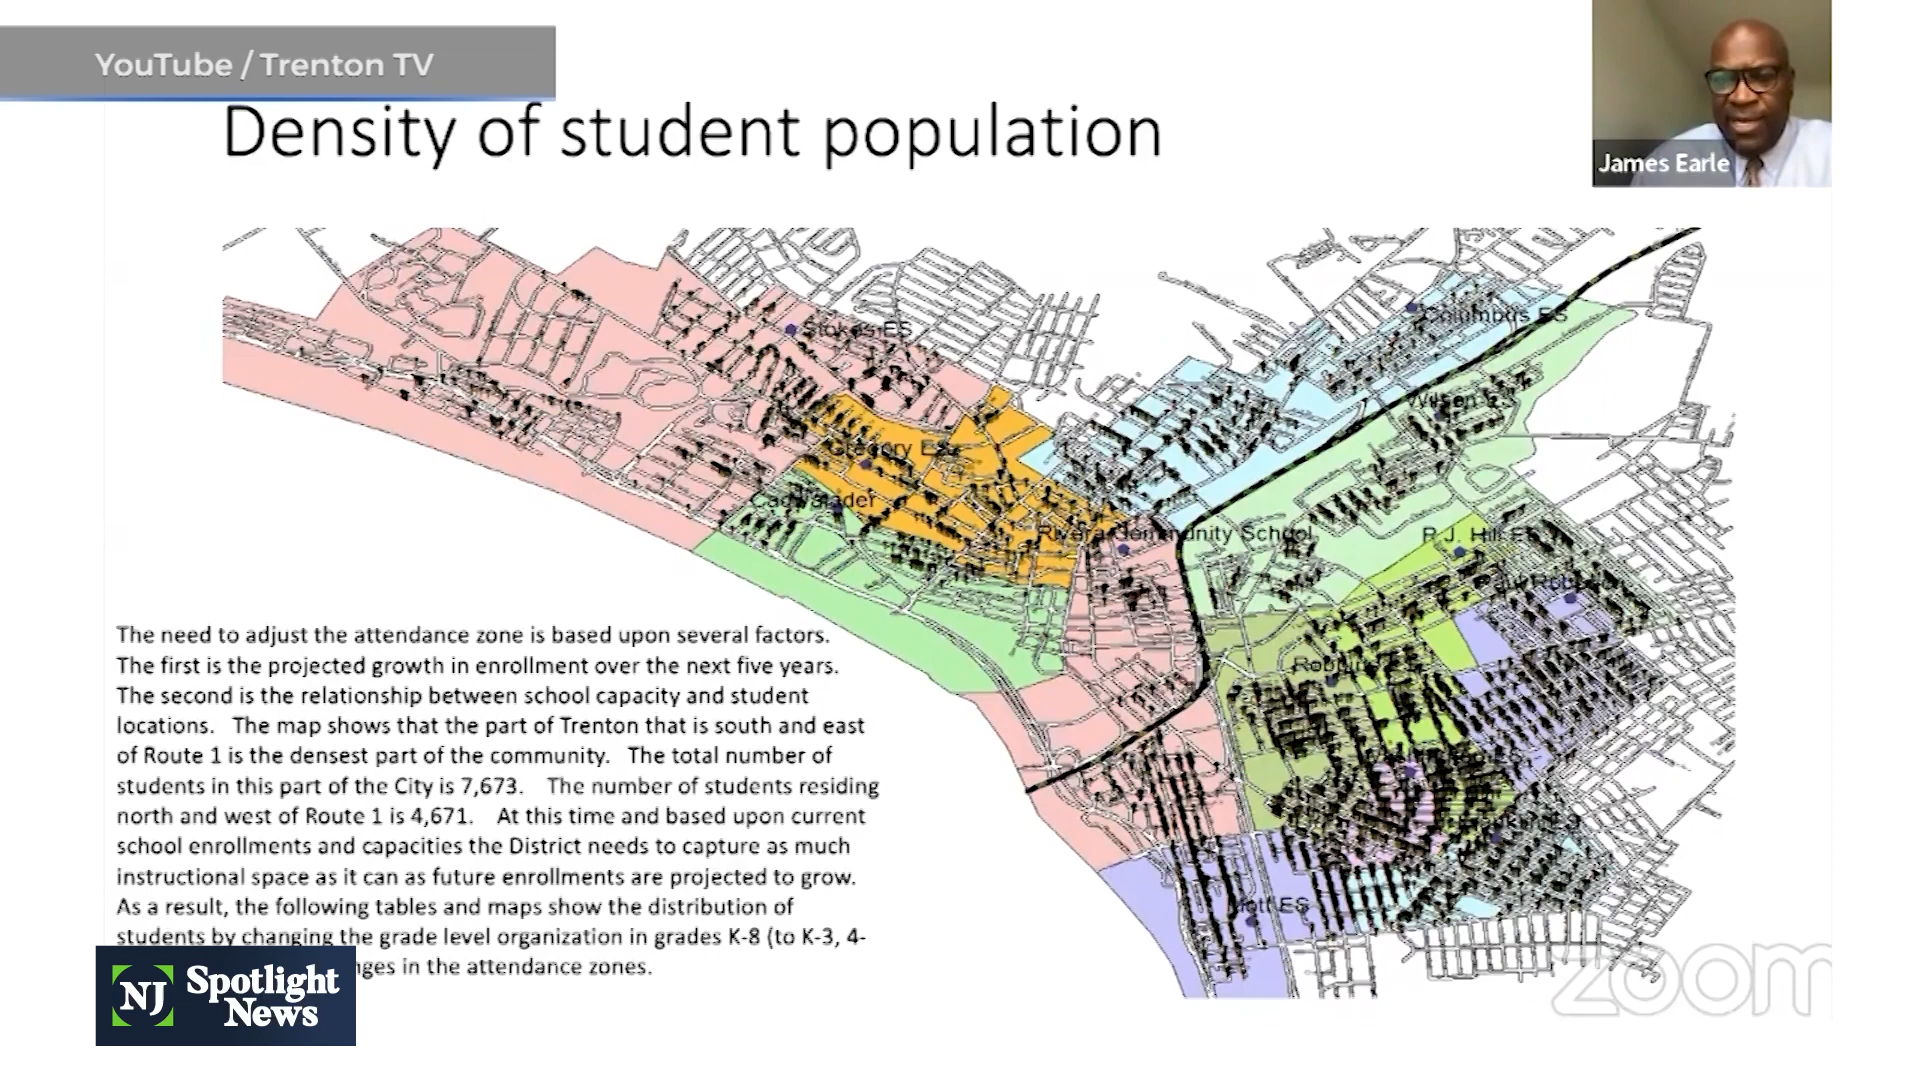 YouTube / Trenton TV
James Earle
Density of student population
Stokes ES
Columbus ES
Wilson ES
Gregory ES
Cadwalader
Rivera Community School
P.J. Hill ES
Robbins ES
Mott ES
The need to adjust the attendance zone is based upon several factors.
The first is the projected growth in enrollment over the next five years.
The second is the relationship between school capacity and student
locations. The map shows that the part of Trenton that is south and east
of Route 1 is the densest part of the community. The total number of
students in this part of the City is 7,673. The number of students residing
north and west of Route 1 is 4,671. At this time and based upon current
school enrollments and capacities the District needs to capture as much
instructional space as it can as future enrollments are projected to grow.
As a result, the following tables and maps show the distribution of
students by changing the grade level organization in grades K-8 (to K-3, 4-
in the attendance zones.
NJ Spotlight
News
zoom